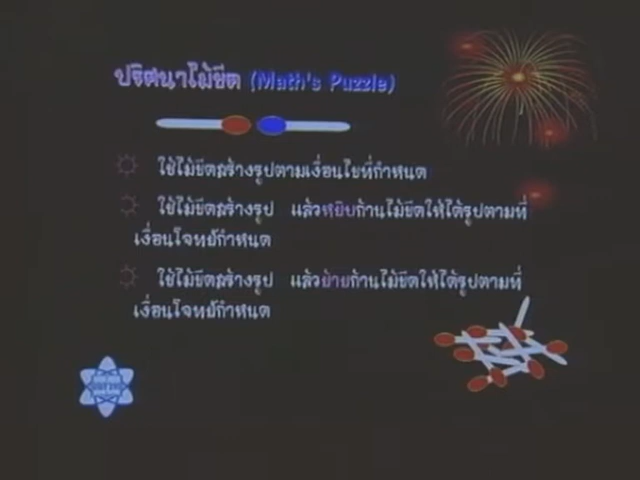 ปริศนาไม้ขีด (Math's Puzzle)
ใช้ไม้ขีดสร้างรูปตามเงื่อนไขที่กำหนด
ใช้ไม้ขีดสร้างรูป แล้วหยิบก้านไม้ขีดให้ได้รูปตามที่
เงื่อนโจทย์กำหนด
ใช้ไม้ขีดสร้างรูป แล้วย้ายก้านไม้ขีดให้ได้รูปตามที่
เงื่อนโจทย์กำหนด